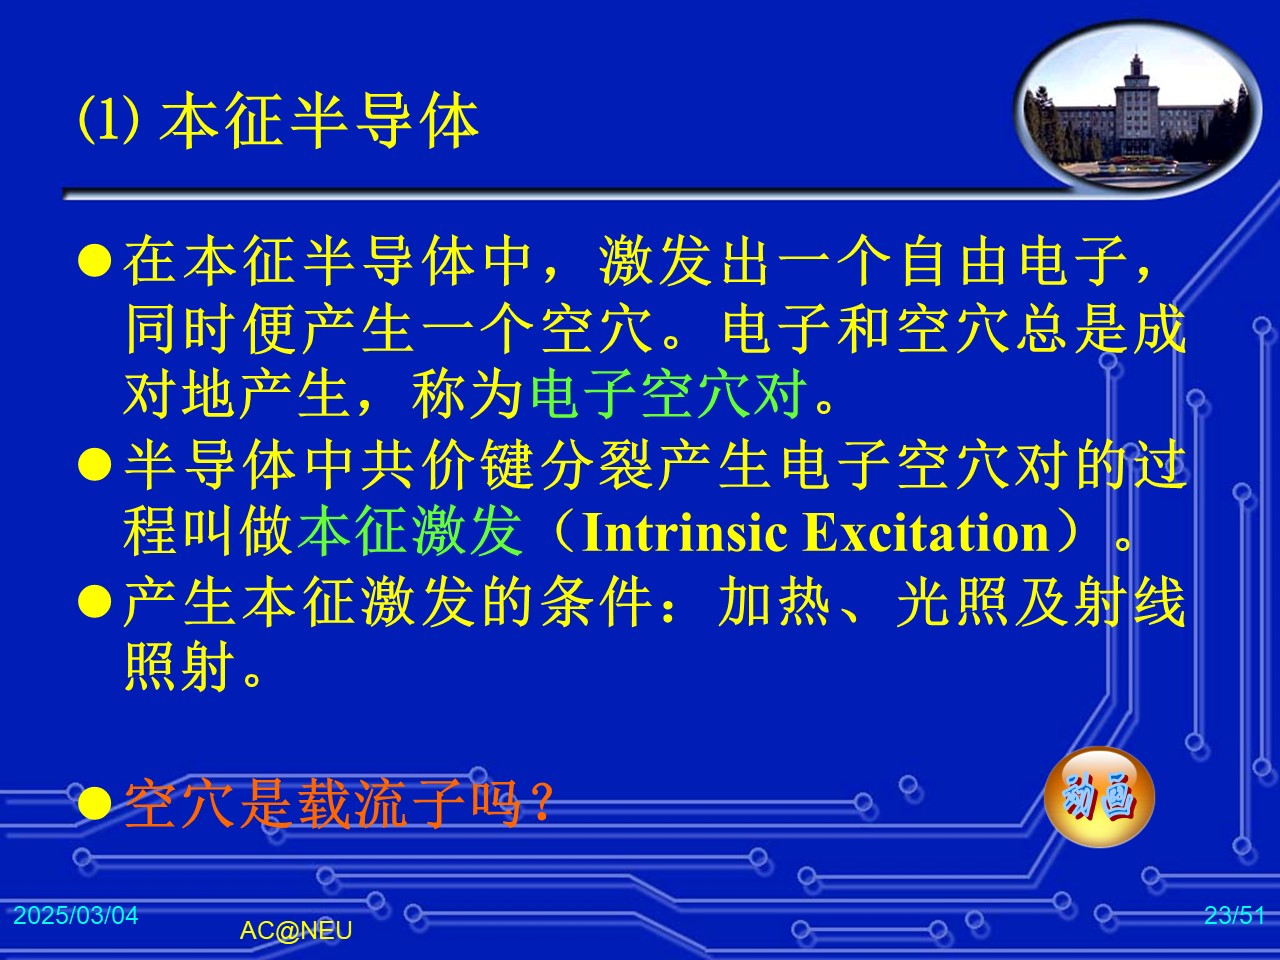 (1) 本征半导体
●在本征半导体中，激发出一个自由电子，
同时便产生一个空穴。电子和空穴总是成
对地产生，称为电子空穴对。
●半导体中共价键分裂产生电子空穴对的过
程叫做本征激发（Intrinsic Excitation）。
●产生本征激发的条件：加热、光照及射线
照射。
●空穴是载流子吗？
动画
2025/03/04
AC@NEU
23/51